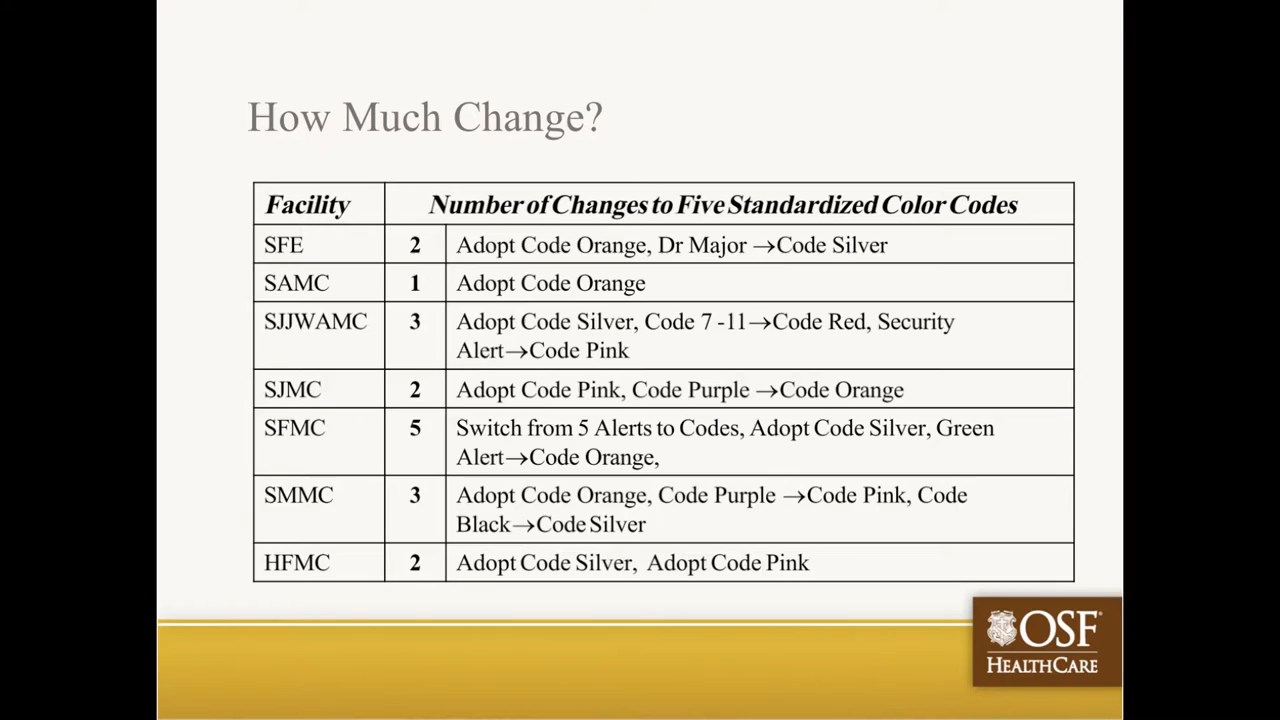 How Much Change?
Facility Number of Changes to Five Standardized Color Codes
SFE 2 Adopt Code Orange, Dr Major →Code Silver
SAMC 1 Adopt Code Orange
SJJWAMC 3 Adopt Code Silver, Code 7 -11→Code Red, Security
Alert→Code Pink
SJMC 2 Adopt Code Pink, Code Purple →Code Orange
SFMC 5 Switch from 5 Alerts to Codes, Adopt Code Silver, Green
Alert→Code Orange,
SMMC 3 Adopt Code Orange, Code Purple →Code Pink, Code
Black→Code Silver
HFMC 2 Adopt Code Silver, Adopt Code Pink
OSF
HEALTHCARE